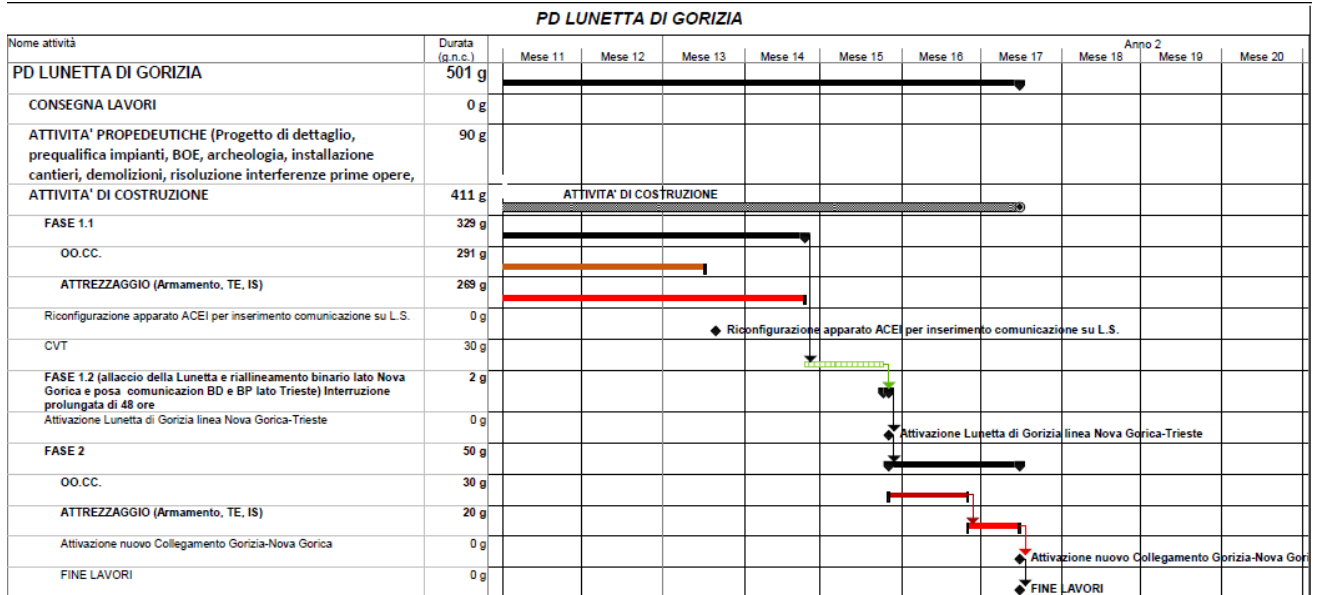 PD LUNETTA DI GORIZIA
Nome attività
Durata
(g.n.c.)
Anno 2
Mese 11 Mese 12 Mese 13 Mese 14 Mese 15 Mese 16 Mese 17 Mese 18 Mese 19 Mese 20
PD LUNETTA DI GORIZIA 501 g
CONSEGNA LAVORI 0 g
ATTIVITA' PROPEDEUTICHE (Progetto di dettaglio, 90 g
prequalifica impianti, BOE, archeologia, installazione
cantieri, demolizioni, risoluzione interferenze prime opere,
ATTIVITA' DI COSTRUZIONE 411 g ATTIVITA' DI COSTRUZIONE
FASE 1.1 329 g
OO.CC. 291 g
ATTREZZAGGIO (Armamento, TE, IS) 269 g
Riconfigurazione apparato ACEI per inserimento comunicazione su L.S. 0 g Riconfigurazione apparato ACEI per inserimento comunicazione su L.S.
CVT 30 g
FASE 1.2 (allaccio della Lunetta e riallineamento binario lato Nova 2 g
Gorica e posa comunicazion BD e BP lato Trieste) Interruzione
prolungata di 48 ore
Attivazione Lunetta di Gorizia linea Nova Gorica-Trieste 0 g Attivazione Lunetta di Gorizia linea Nova Gorica-Trieste
FASE 2 50 g
OO.CC. 30 g
ATTREZZAGGIO (Armamento, TE, IS) 20 g
Attivazione nuovo Collegamento Gorizia-Nova Gorica 0 g Attivazione nuovo Collegamento Gorizia-Nova Gori
FINE LAVORI 0 g FINE LAVORI